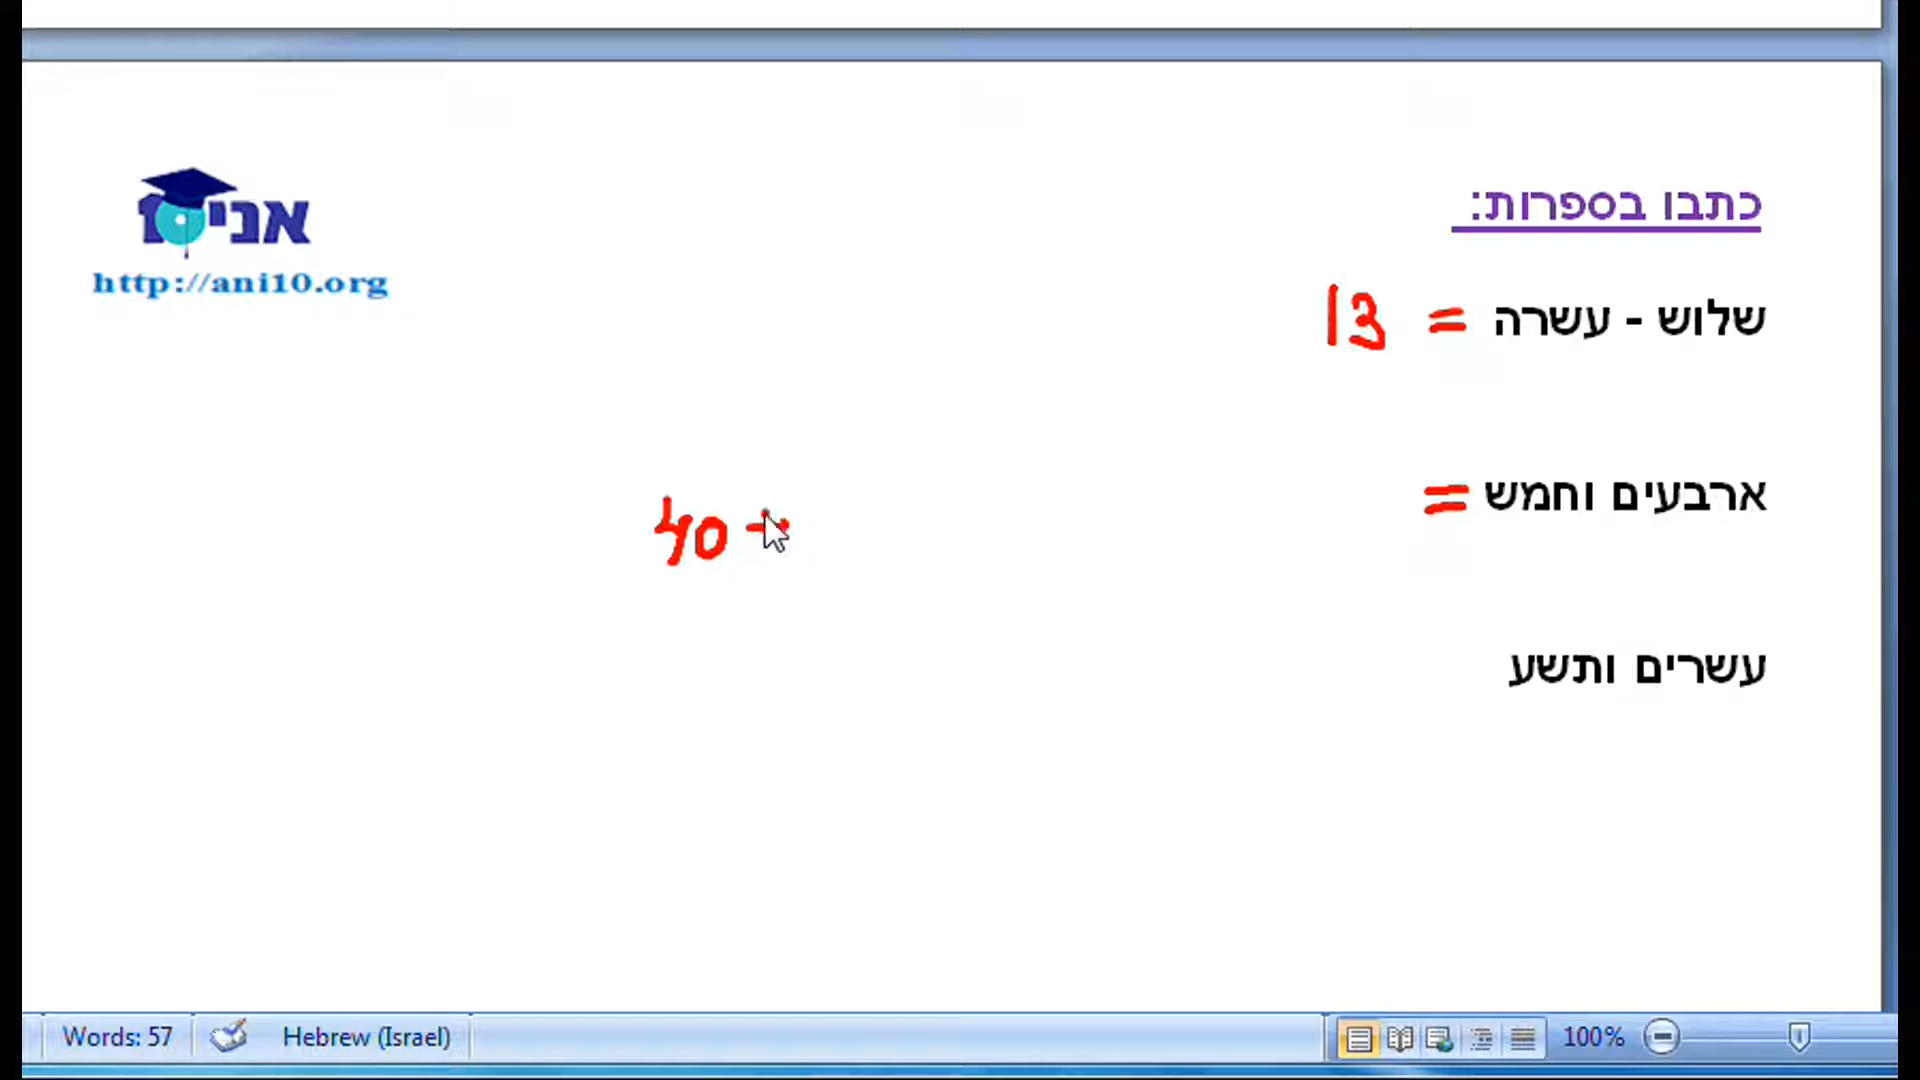 אני10
http://ani10.org
כתבו בספרות:
שלוש - עשרה = 13
ארבעים וחמש =
40 +
עשרים ותשע
Words: 57 Hebrew (Israel) 100%